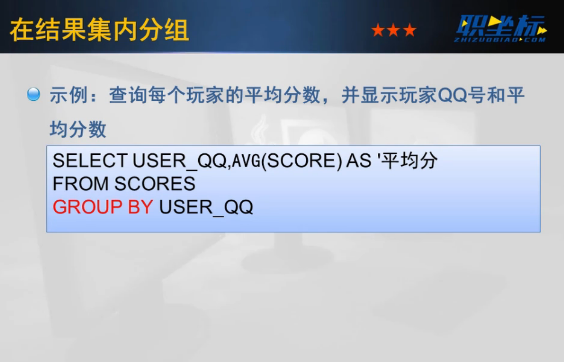 在结果集内分组
职坐标
ZHIZUOBIAO.COM
示例：查询每个玩家的平均分数，并显示玩家QQ号和平
均分数
SELECT USER_QQ,AVG(SCORE) AS '平均分
FROM SCORES
GROUP BY USER_QQ